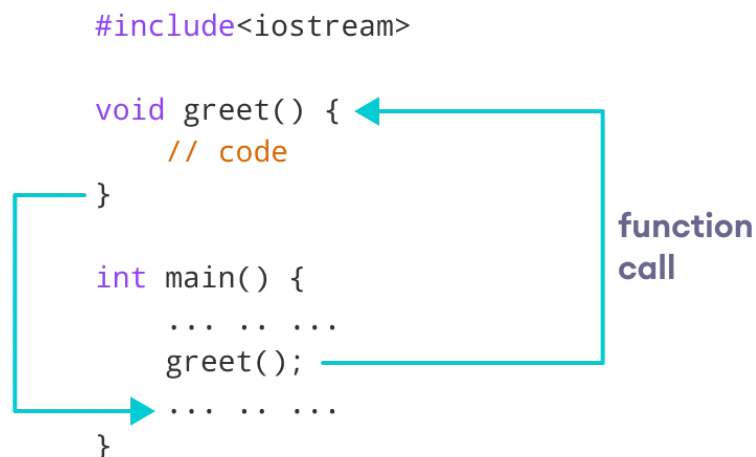 #include<iostream>
void greet() {
// code
}
function
call
int main() {
... .. ...
greet();
... .. ...
}